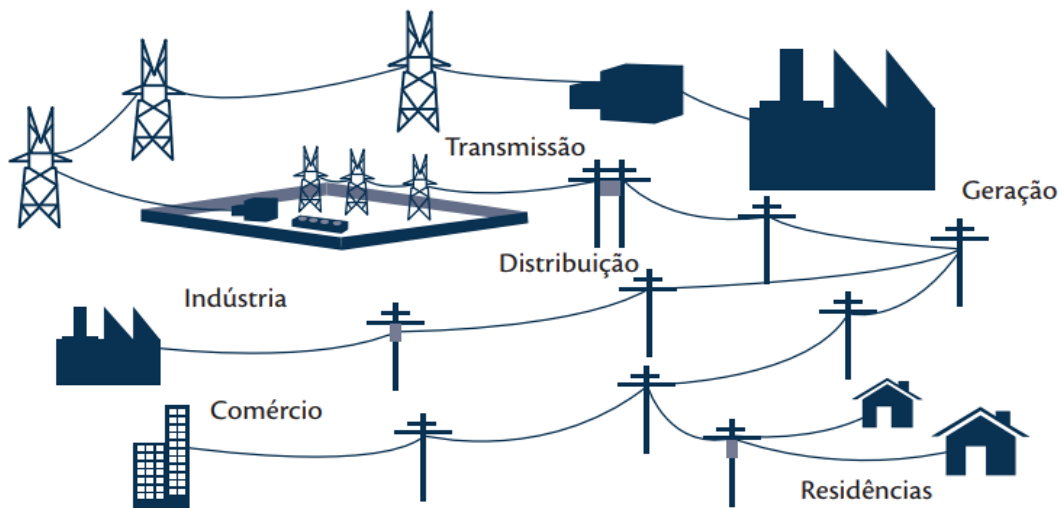 Transmissão
Geração
Distribuição
Indústria
Comércio
Residências